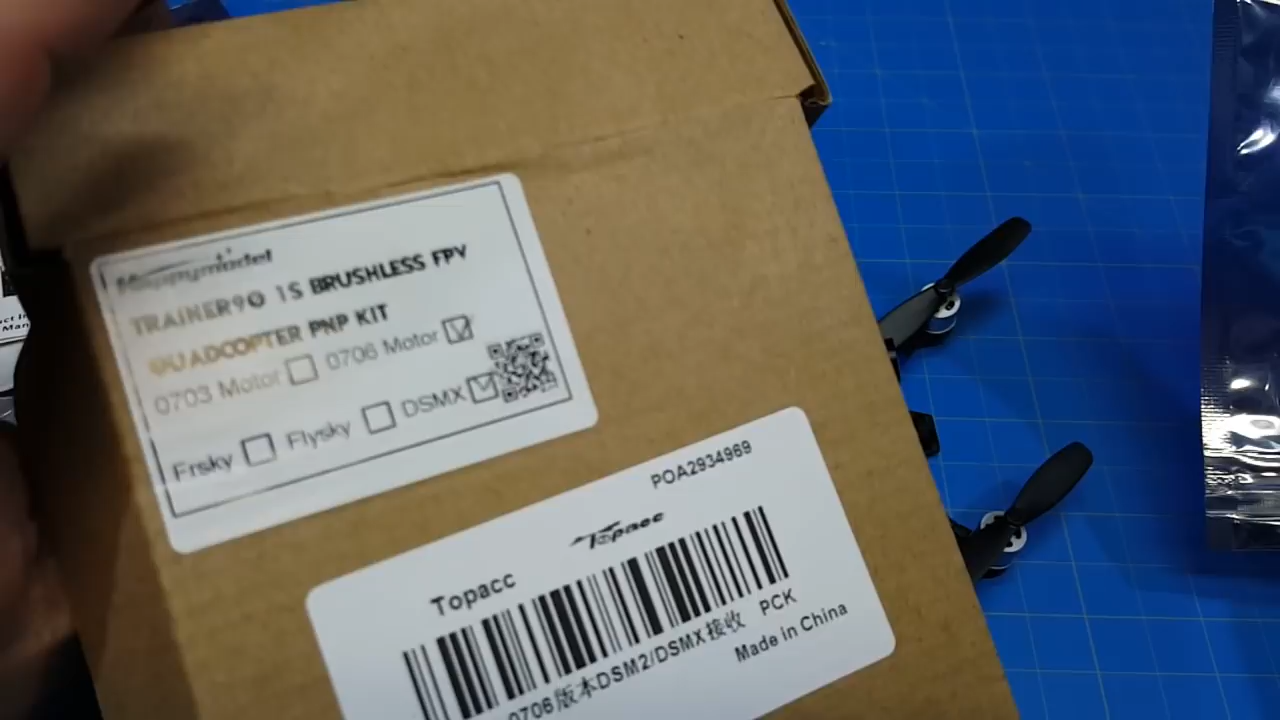 Happymodel
TRAINER90 1S BRUSHLESS FPV
QUADCOPTER PNP KIT
0703 Motor 0706 Motor
Frsky Flysky DSMX
POA2934969
Topacc
Topacc
0706版本DSM2/DSMX接收 PCK
Made in China